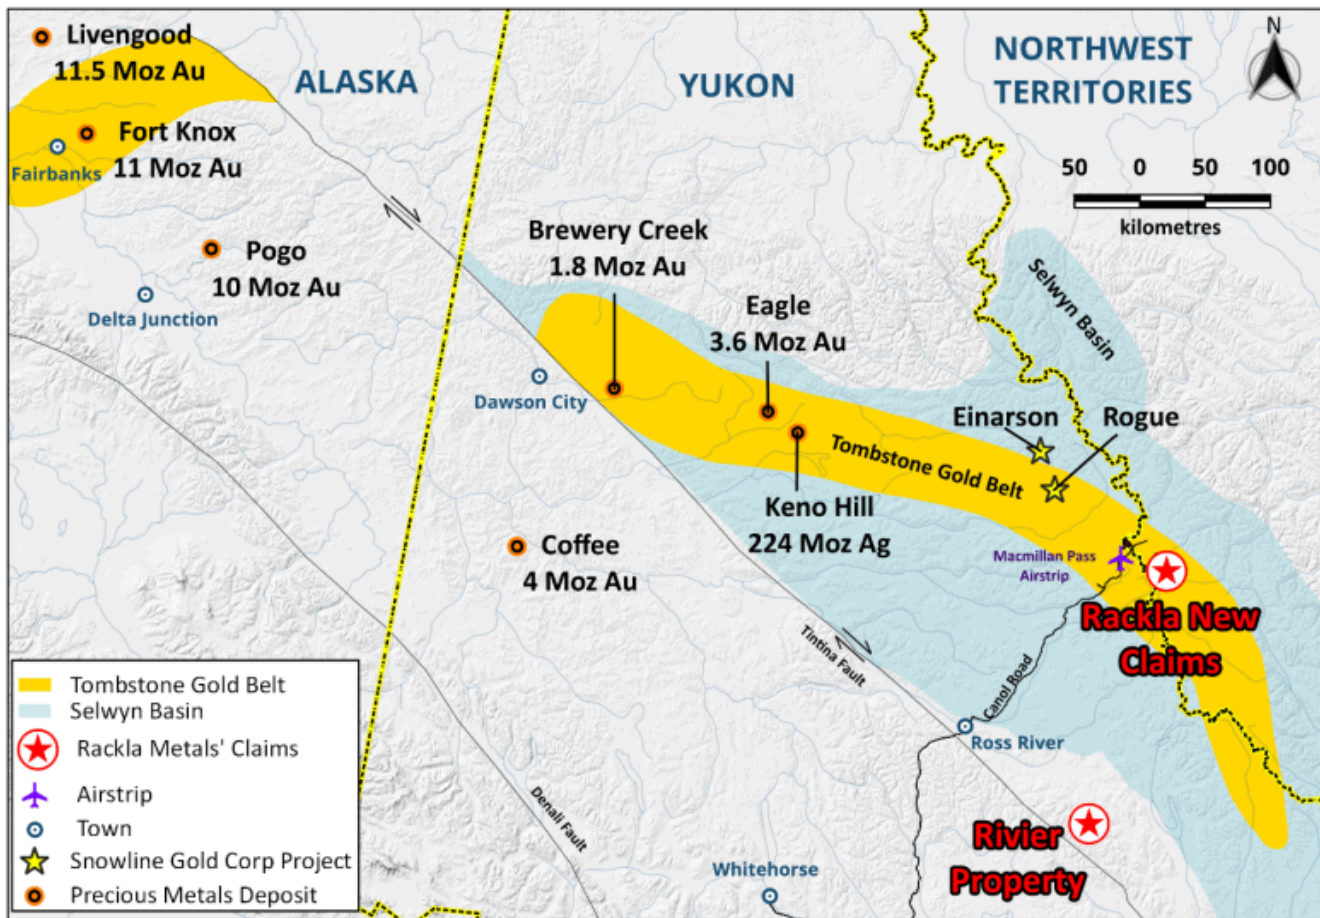 Livengood
11.5 Moz Au
ALASKA
YUKON
NORTHWEST
TERRITORIES
N
Fort Knox
11 Moz Au
Fairbanks
50 0 50 100
kilometres
Pogo
10 Moz Au
Delta Junction
Brewery Creek
1.8 Moz Au
Eagle
3.6 Moz Au
Selwyn Basin
Dawson City
Einarson
Rogue
Tombstone Gold Belt
Keno Hill
224 Moz Ag
Coffee
4 Moz Au
Macmillan Pass
Airstrip
Rackla New
Claims
Tintina Fault
Canol Road
Ross River
Denali Fault
Rivier
Property
Whitehorse
Tombstone Gold Belt
Selwyn Basin
Rackla Metals' Claims
Airstrip
Town
Snowline Gold Corp Project
Precious Metals Deposit